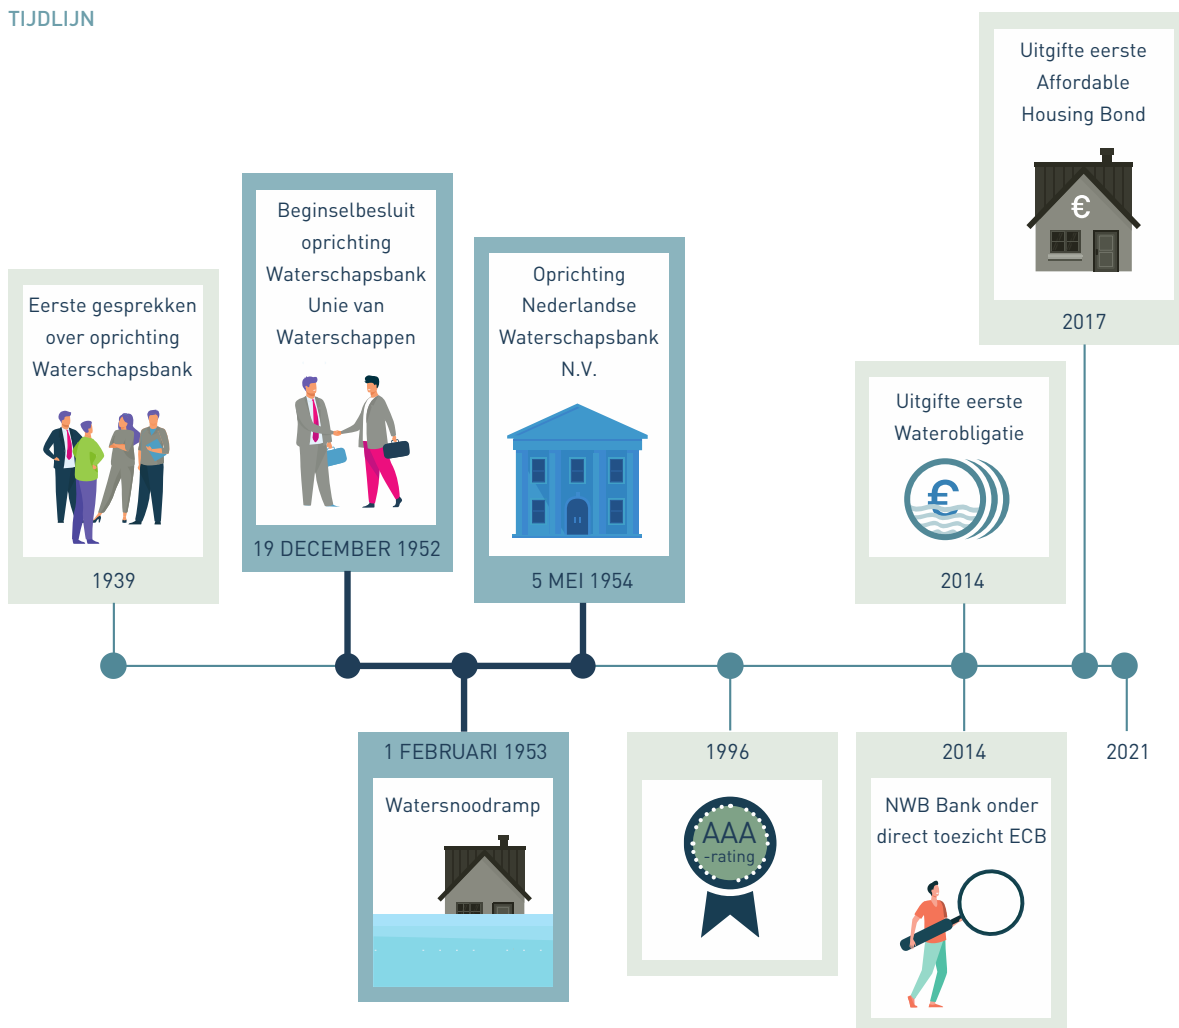 TIJDLIJN
Eerste gesprekken
over oprichting
Waterschapsbank
1939
Beginselbesluit
oprichting
Waterschapsbank
Unie van
Waterschappen
19 DECEMBER 1952
1 FEBRUARI 1953
Watersnoodramp
Oprichting
Nederlandse
Waterschapsbank
N.V.
5 MEI 1954
1996
AAA
-rating
Uitgifte eerste
Waterobligatie
€
2014
2014
NWB Bank onder
direct toezicht ECB
Uitgifte eerste
Affordable
Housing Bond
€
2017
2021